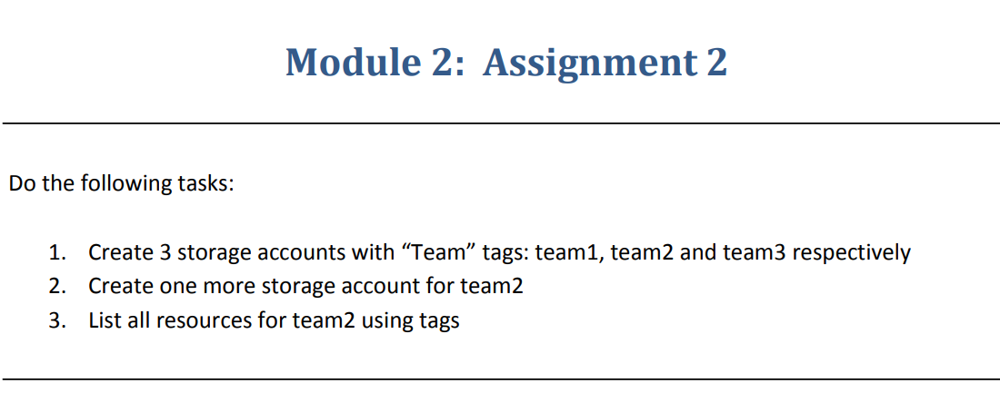 Module 2:  Assignment 2
Do the following tasks:
1. Create 3 storage accounts with “Team” tags: team1, team2 and team3 respectively
2. Create one more storage account for team2
3. List all resources for team2 using tags